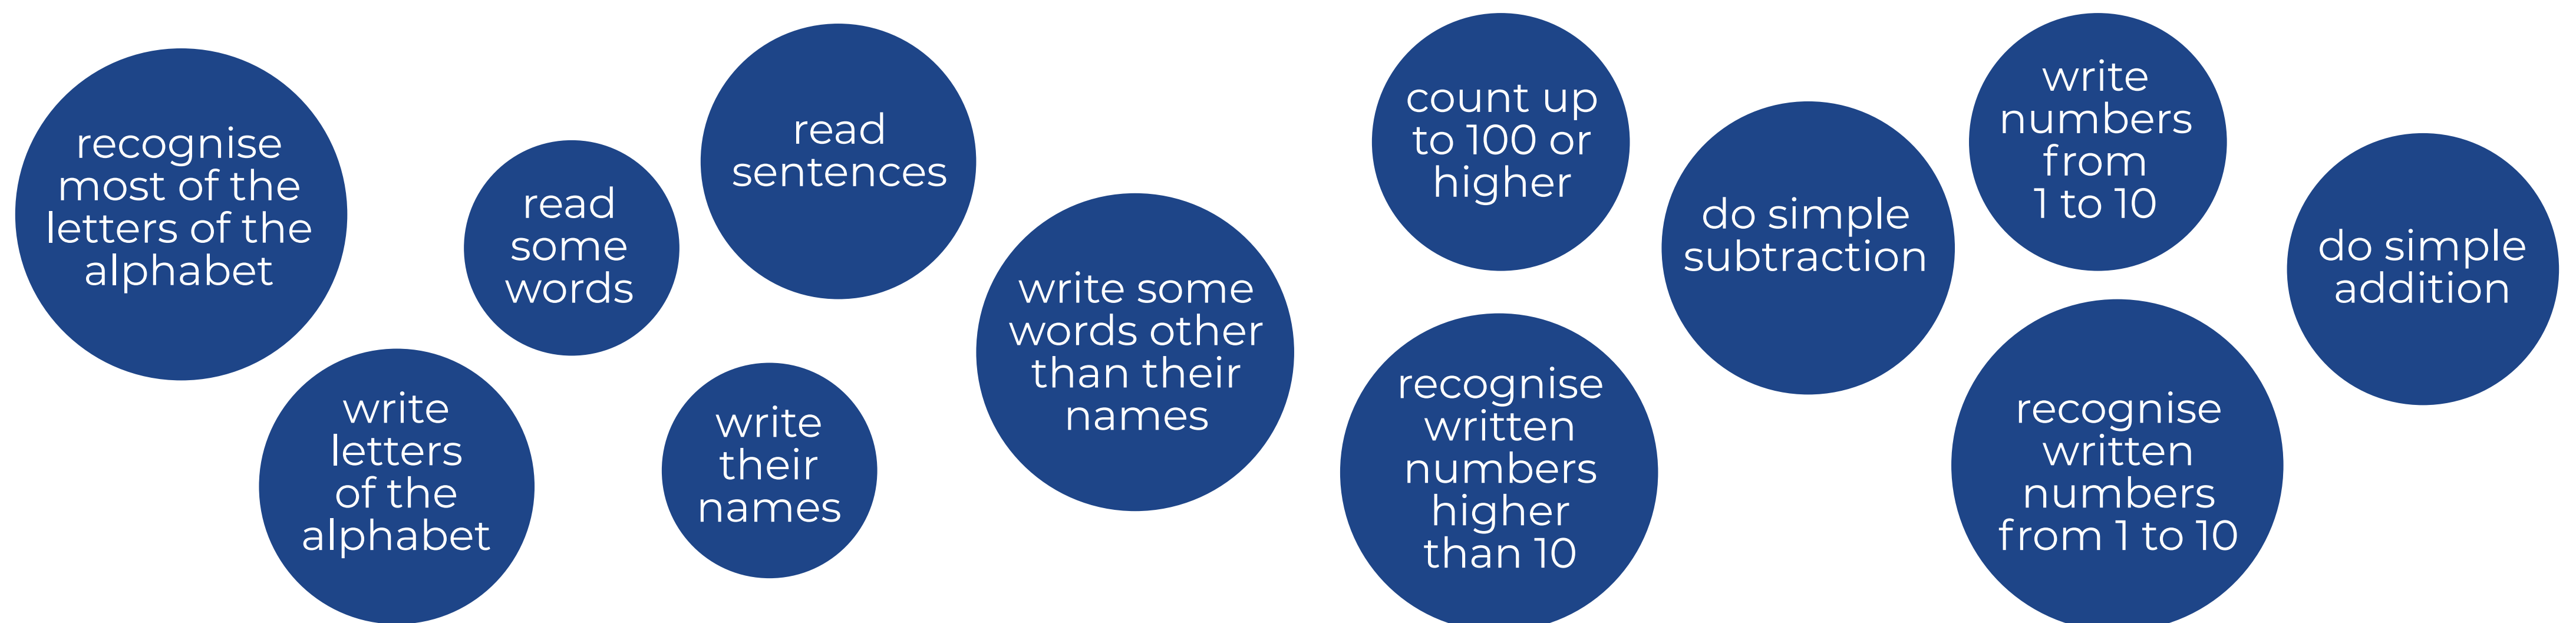 recognise
most of the
letters of the
alphabet
write
letters
of the
alphabet
read
some
words
read
sentences
write
their
names
write some
words other
than their
names
count up
to 100 or
higher
recognise
written
numbers
higher
than 10
do simple
subtraction
write
numbers
from
1 to 10
recognise
written
numbers
from 1 to 10
do simple
addition